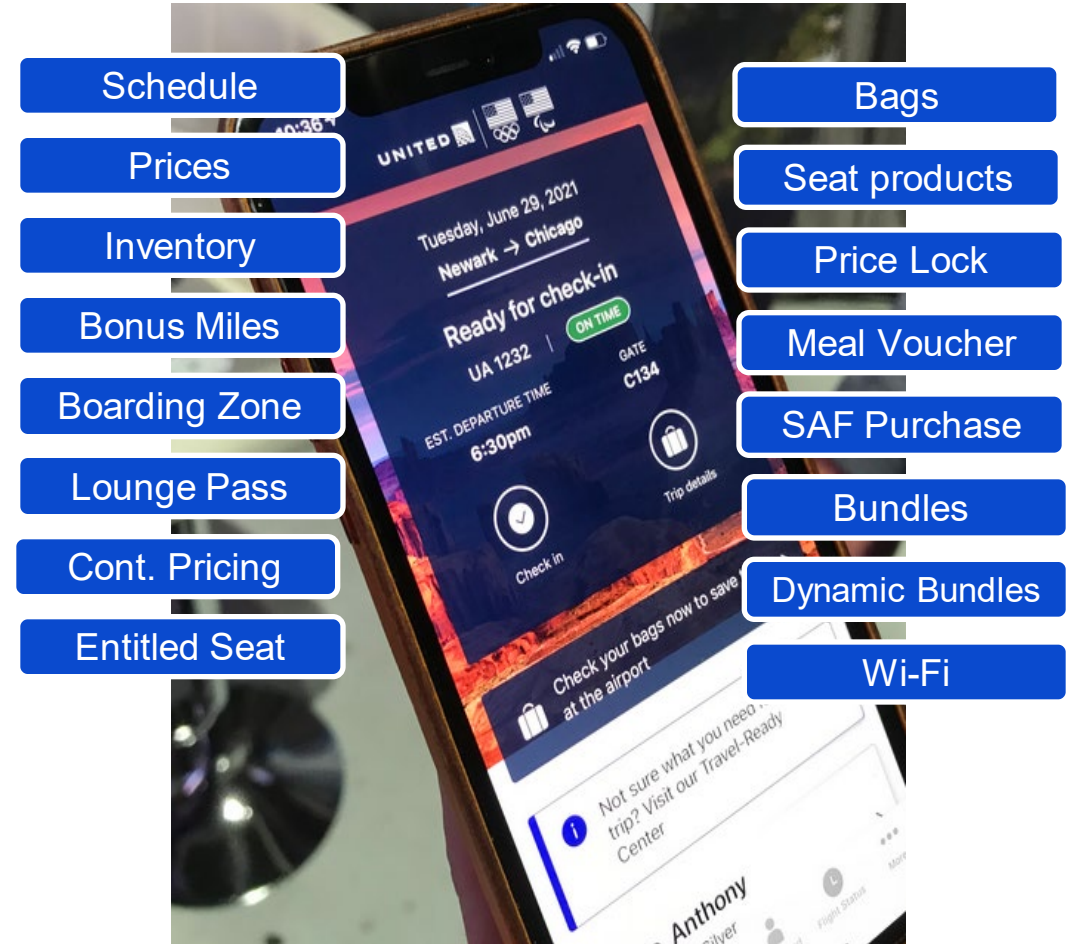 Schedule
Prices
Inventory
Bonus Miles
Boarding Zone
Lounge Pass
Cont. Pricing
Entitled Seat
10:36
UNITED
Tuesday, June 29, 2021
Newark → Chicago
Ready for check-in
UA 1232 | ON TIME
EST. DEPARTURE TIME
6:30pm
GATE
C134
Check in
Trip details
Check your bags now to save
at the airport
Not sure what you need
trip? Visit our Travel-Ready
Center
Anthony
Silver
Flight Status
More
Bags
Seat products
Price Lock
Meal Voucher
SAF Purchase
Bundles
Dynamic Bundles
Wi-Fi